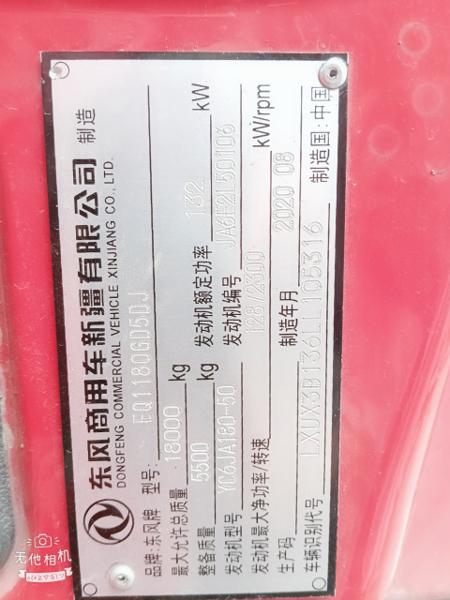 东风商用车新疆有限公司 制造
DONGFENG COMMERCIAL VEHICLE XINJIANG CO.,LTD.
品牌:东风牌 型号: EQ1180GD5DJ
最大允许总质量 18000 kg
整备质量 5500 kg 发动机额定功率 132 kW
发动机型号 YC6JA180-50 发动机编号 JA6E2L50106
发动机最大净功率/转速 128/2300 kW/rpm
生产码 制造年月 2020 08
车辆识别代号 LXUX3B136LL105316 制造国:中国
无他相机